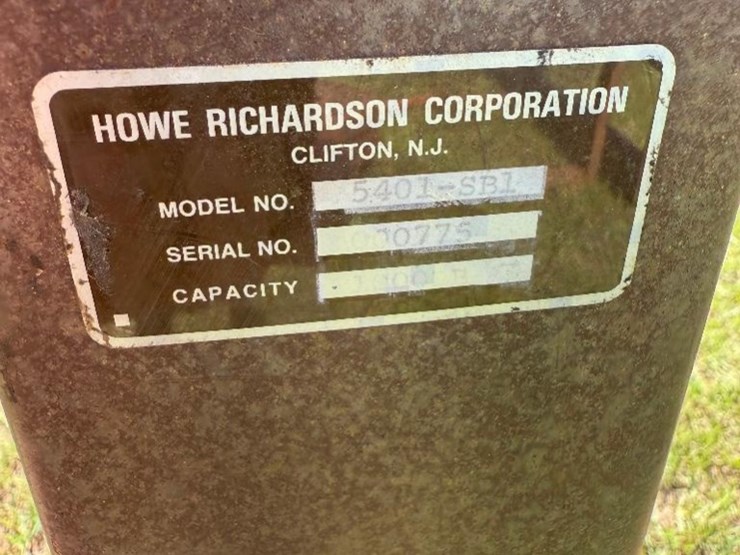 HOWE RICHARDSON CORPORATION
CLIFTON, N.J.
MODEL NO. 5401-SB1
SERIAL NO.
CAPACITY